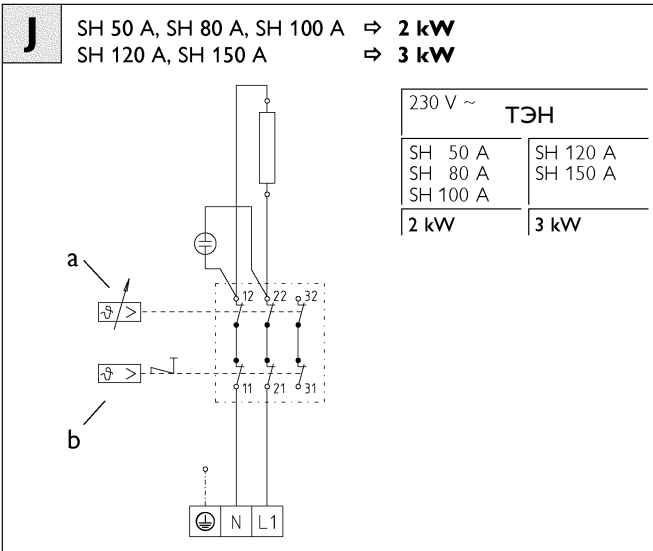 J
SH 50 A, SH 80 A, SH 100 A ⇨ 2 kW
SH 120 A, SH 150 A ⇨ 3 kW
230 V ~
ТЭН
SH 50 A
SH 80 A
SH 100 A
SH 120 A
SH 150 A
2 kW
3 kW
a
12 22 32
ϑ >
ϑ >
11 21 31
b
N L1